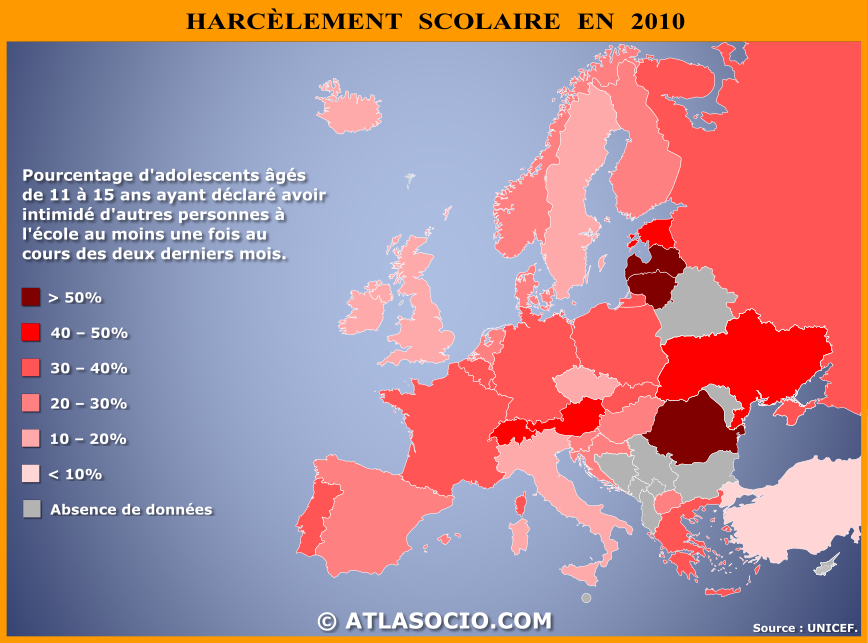 HARCÈLEMENT SCOLAIRE EN 2010
Pourcentage d'adolescents âgés
de 11 à 15 ans ayant déclaré avoir
intimidé d'autres personnes à
l'école au moins une fois au
cours des deux derniers mois.
> 50%
40 – 50%
30 – 40%
20 – 30%
10 – 20%
< 10%
Absence de données
© ATLASOCIO.COM
Source : UNICEF.